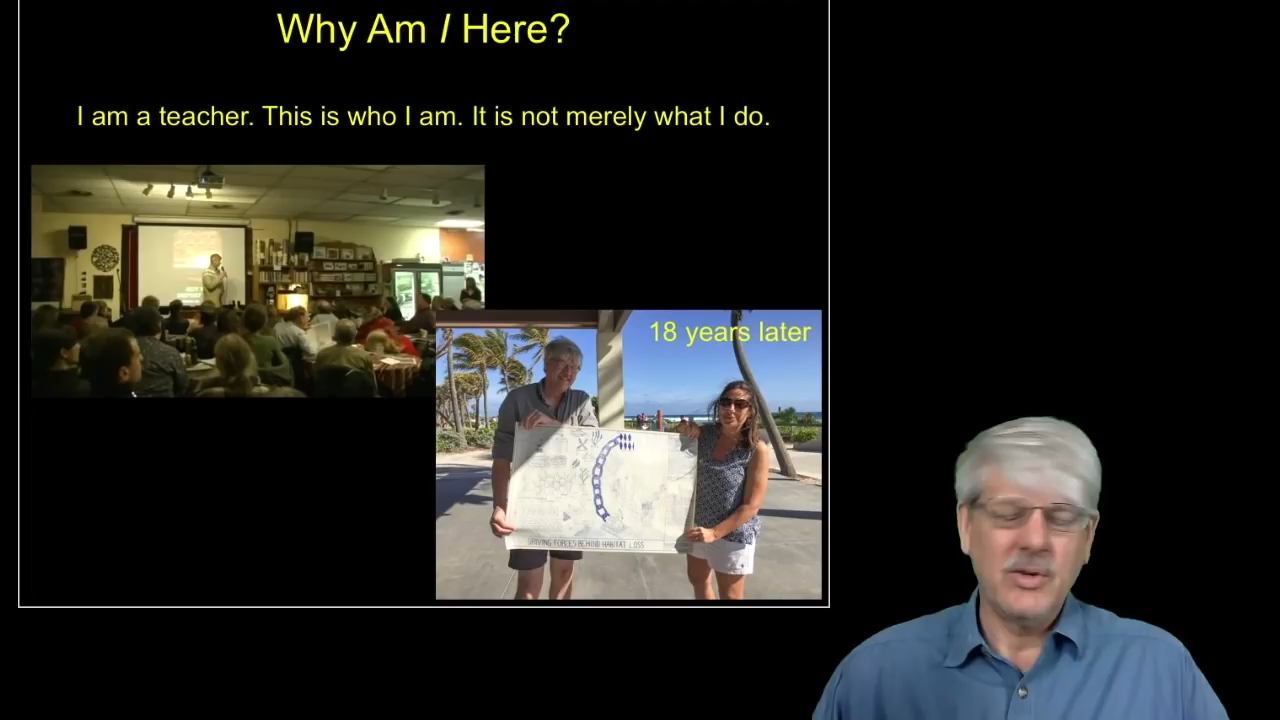 Why Am I Here?
I am a teacher. This is who I am. It is not merely what I do.
18 years later
DRIVING FORCES BEHIND HABITAT LOSS